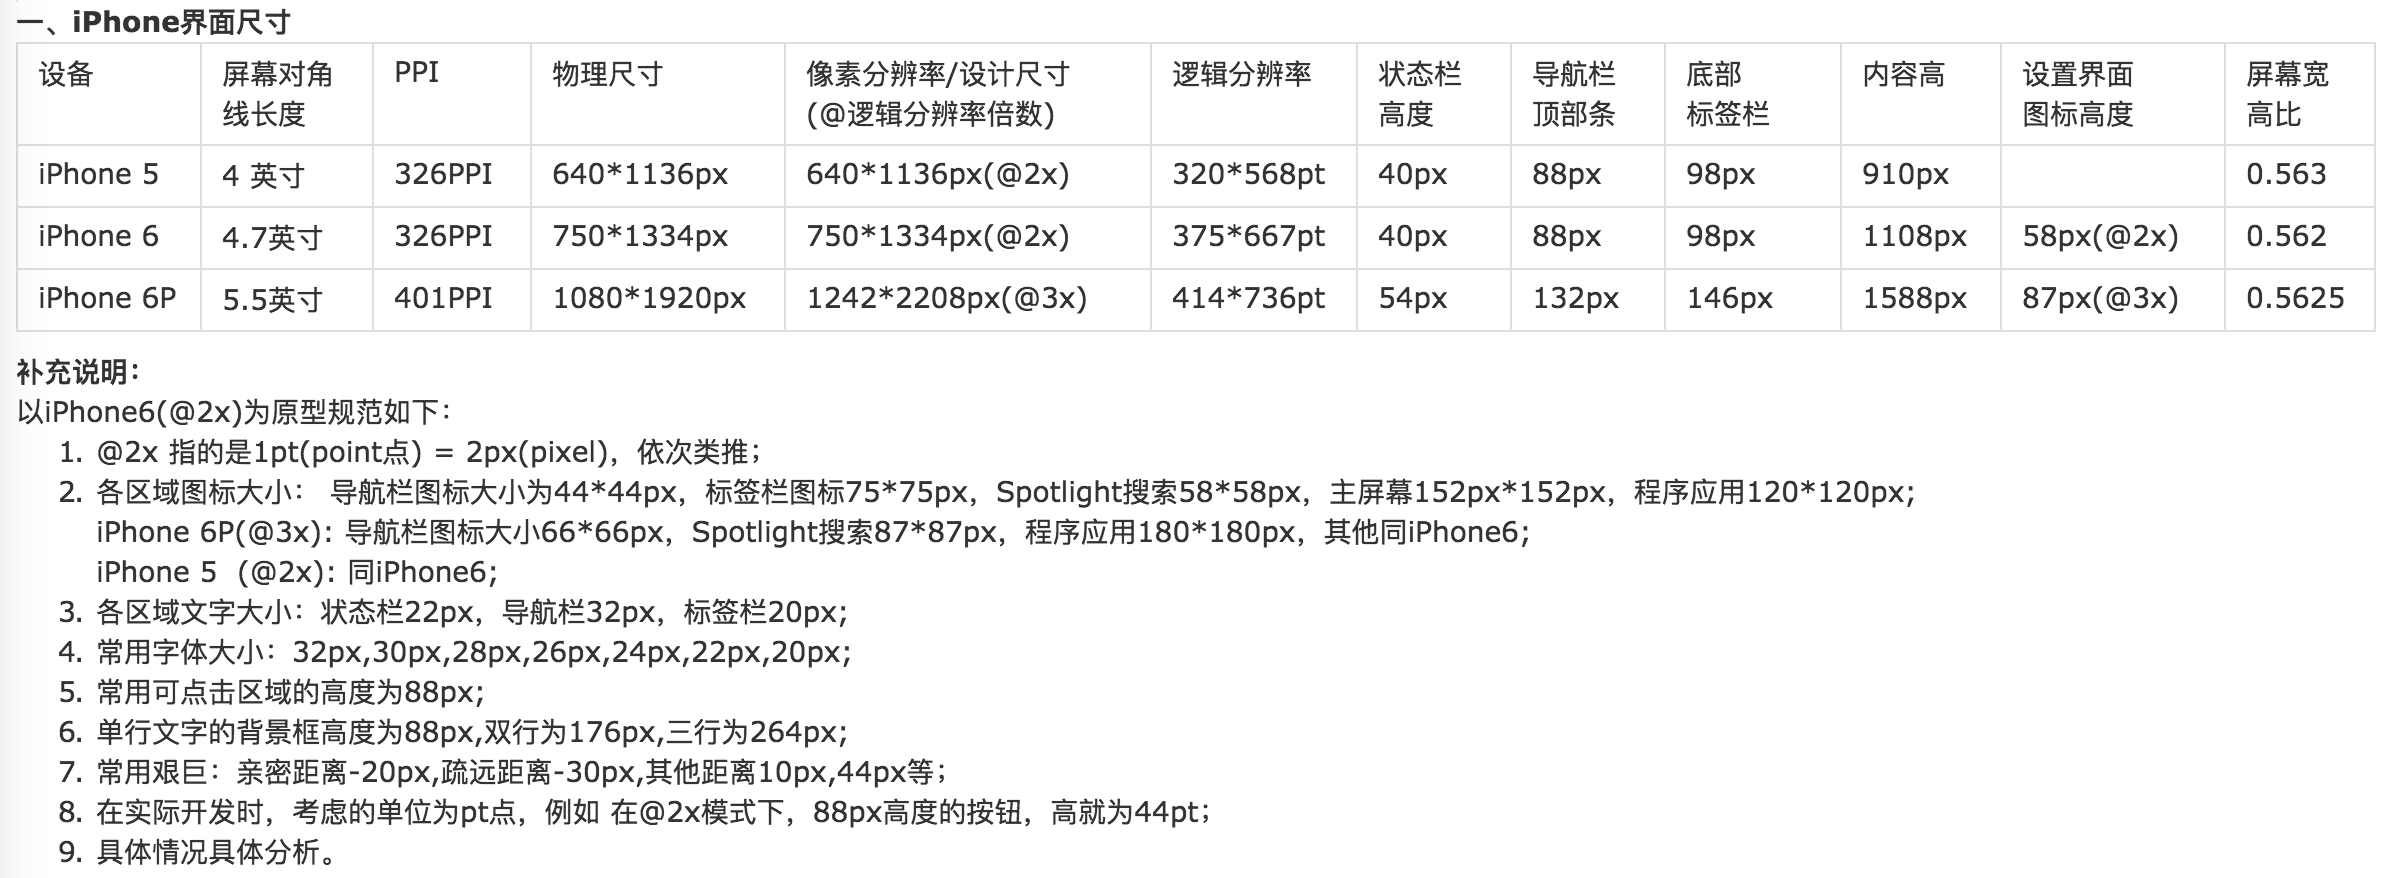 一、iPhone界面尺寸
设备 屏幕对角线长度 PPI 物理尺寸 像素分辨率/设计尺寸(@逻辑分辨率倍数) 逻辑分辨率 状态栏高度 导航栏顶部条 底部标签栏 内容高 设置界面图标高度 屏幕宽高比
iPhone 5 4 英寸 326PPI 640*1136px 640*1136px(@2x) 320*568pt 40px 88px 98px 910px 0.563
iPhone 6 4.7英寸 326PPI 750*1334px 750*1334px(@2x) 375*667pt 40px 88px 98px 1108px 58px(@2x) 0.562
iPhone 6P 5.5英寸 401PPI 1080*1920px 1242*2208px(@3x) 414*736pt 54px 132px 146px 1588px 87px(@3x) 0.5625
补充说明：
以iPhone6(@2x)为原型规范如下：
1. @2x 指的是1pt(point点) = 2px(pixel)，依次类推；
2. 各区域图标大小： 导航栏图标大小为44*44px，标签栏图标75*75px，Spotlight搜索58*58px，主屏幕152px*152px，程序应用120*120px;
iPhone 6P(@3x): 导航栏图标大小66*66px，Spotlight搜索87*87px，程序应用180*180px，其他同iPhone6;
iPhone 5 (@2x): 同iPhone6;
3. 各区域文字大小：状态栏22px，导航栏32px，标签栏20px;
4. 常用字体大小：32px,30px,28px,26px,24px,22px,20px;
5. 常用可点击区域的高度为88px;
6. 单行文字的背景框高度为88px,双行为176px,三行为264px;
7. 常用艰巨：亲密距离-20px,疏远距离-30px,其他距离10px,44px等；
8. 在实际开发时，考虑的单位为pt点，例如 在@2x模式下，88px高度的按钮，高就为44pt；
9. 具体情况具体分析。